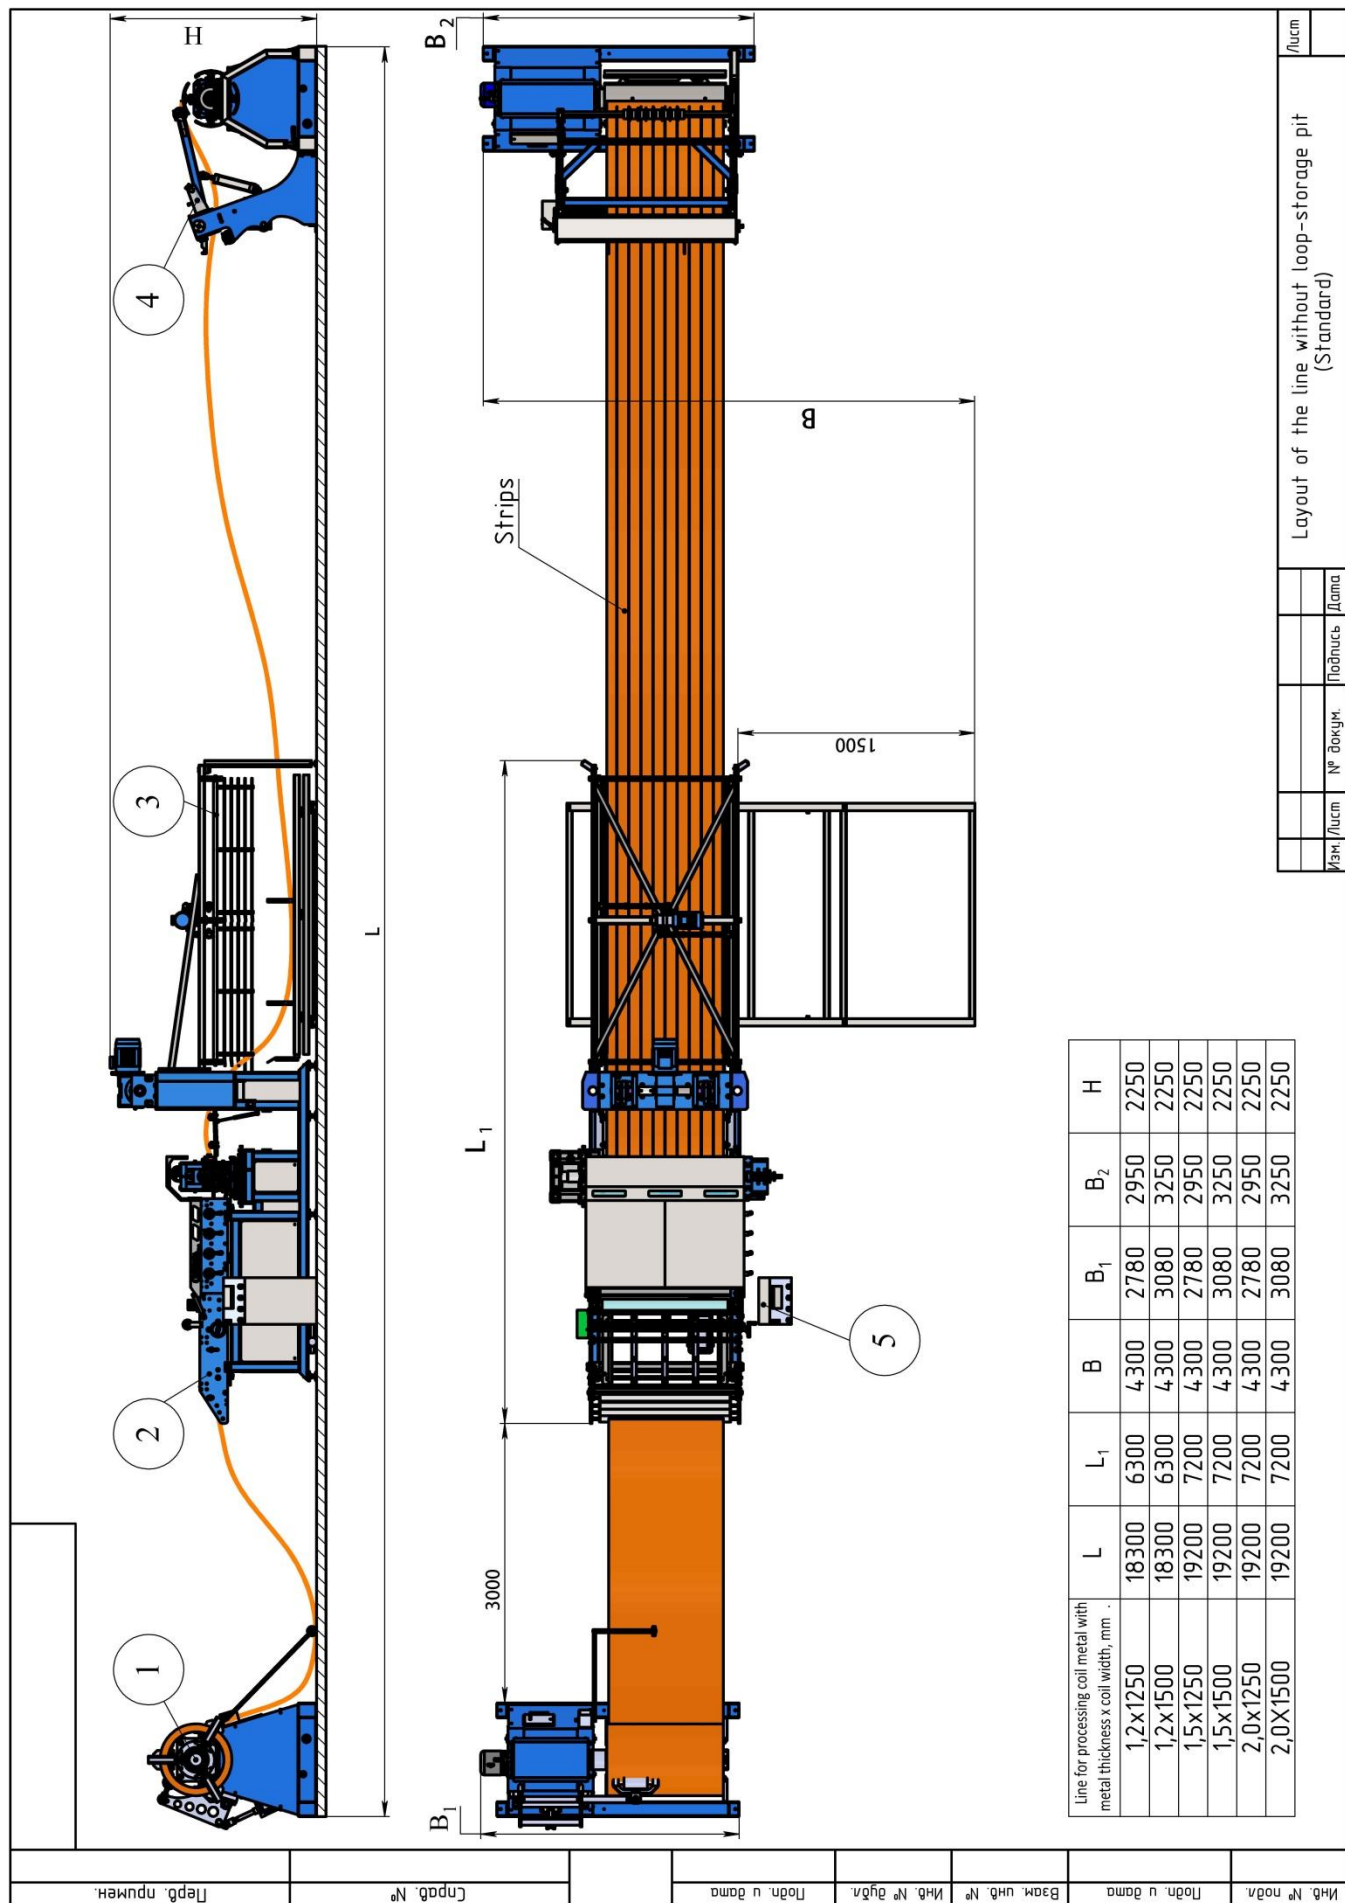 H
1
2
3
4
L
B₁
3000
L₁
Strips
B₂
1500
B
5
Line for processing coil metal with metal thickness x coil width, mm . L L₁ B B₁ B₂ H
1,2x1250 18300 6300 4300 2780 2950 2250
1,2x1500 18300 6300 4300 3080 3250 2250
1,5x1250 19200 7200 4300 2780 2950 2250
1,5x1500 19200 7200 4300 3080 3250 2250
2,0x1250 19200 7200 4300 2780 2950 2250
2,0X1500 19200 7200 4300 3080 3250 2250
Изм. Лист № докум. Подпись Дата
Layout of the line without loop-storage pit
(Standard)
Лист
Перв. примен.
Справ. №
Подп. и дата
Инв. № дубл.
Взам. инв. №
Подп. и дата
Инв. № подл.